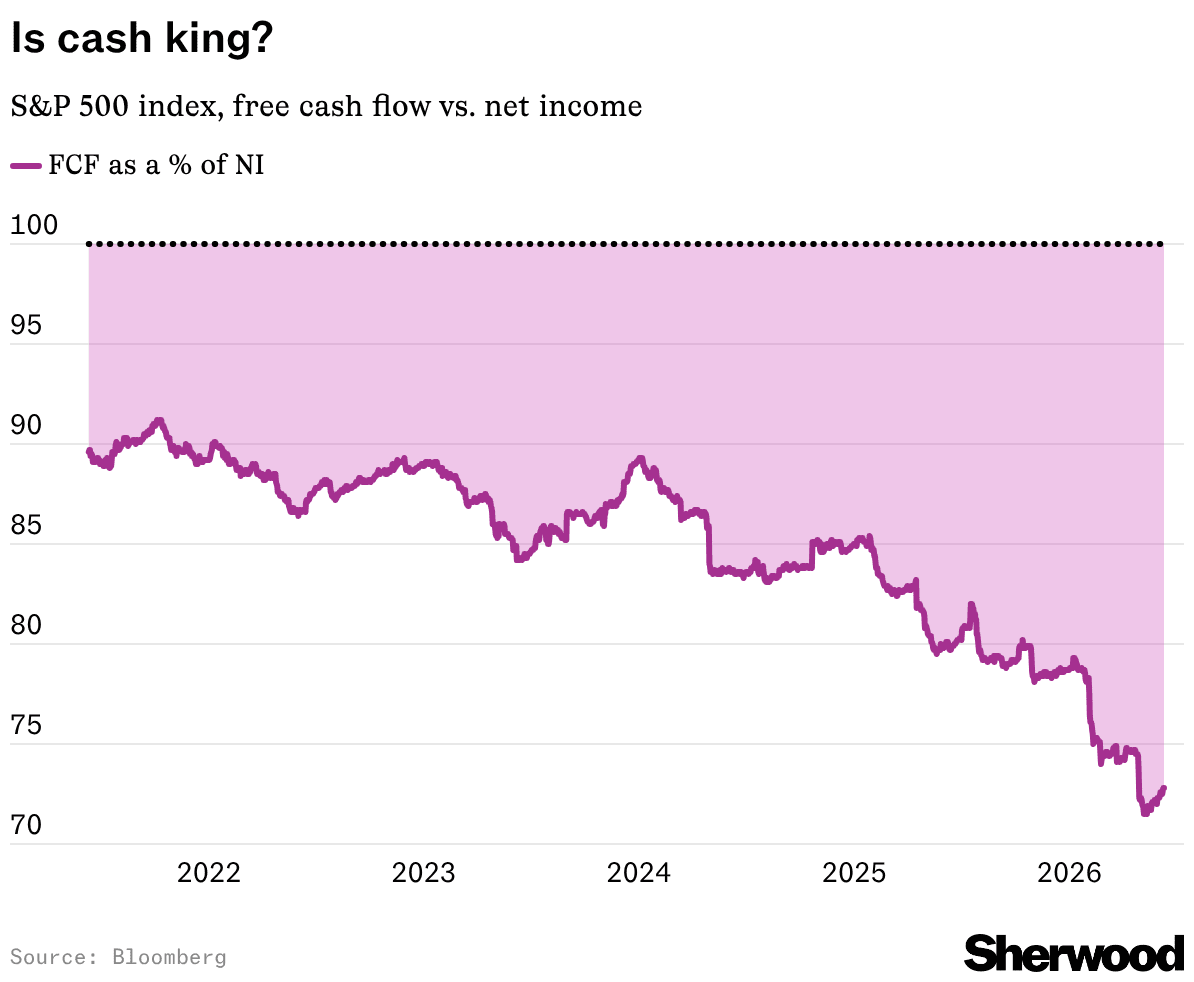 Is cash king?
S&P 500 index, free cash flow vs. net income
FCF as a % of NI
100
95
90
85
80
75
70
2022 2023 2024 2025 2026
Source: Bloomberg
Sherwood